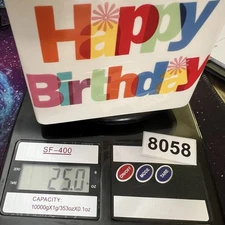 Happy
Birthday
8058
SF-400
25.0
CAPACITY:
10000gX1g/353ozX0.1oz